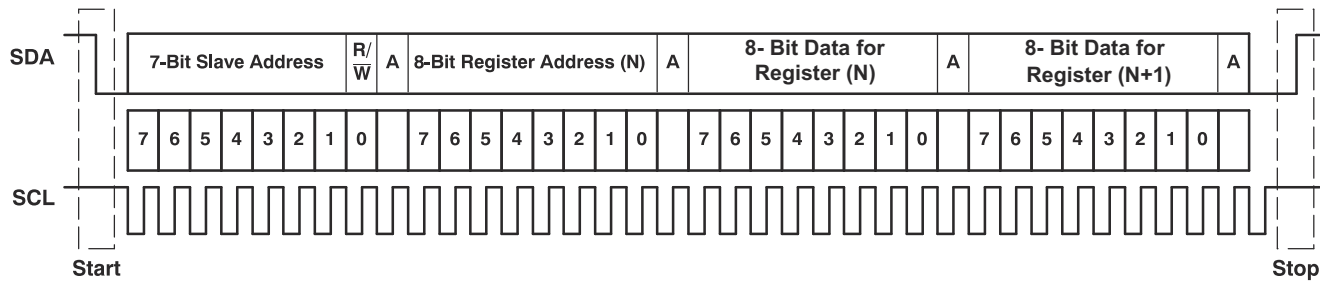 SDA
7-Bit Slave Address
R/
W
A
8-Bit Register Address (N)
A
8- Bit Data for
Register (N)
A
8- Bit Data for
Register (N+1)
A
7 6 5 4 3 2 1 0 7 6 5 4 3 2 1 0 7 6 5 4 3 2 1 0 7 6 5 4 3 2 1 0
SCL
Start
Stop